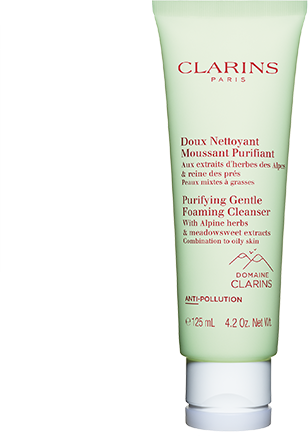 CLARINS
PARIS
Doux Nettoyant
Moussant Purifiant
Aux extraits d'herbes des Alpes
& reine des prés
Peaux mixtes à grasses
Purifying Gentle
Foaming Cleanser
With Alpine herbs
& meadowsweet extracts
Combination to oily skin
DOMAINE
CLARINS
ANTI-POLLUTION
℮125 mL 4.2 Oz. Net Wt.